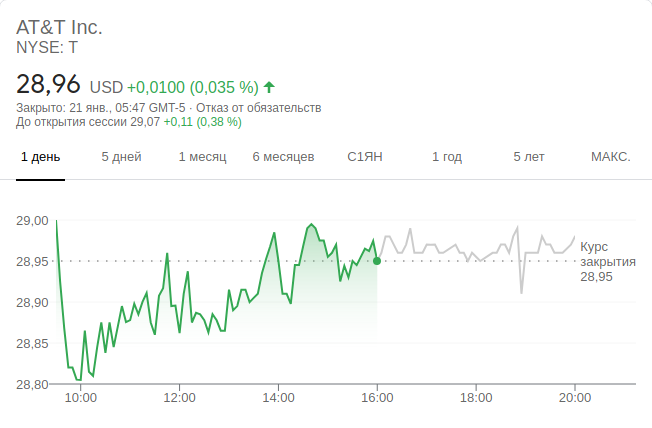 AT&T Inc.
NYSE: T
28,96 USD +0,0100 (0,035 %)
Закрыто: 21 янв., 05:47 GMT-5 · Отказ от обязательств
До открытия сессии 29,07 +0,11 (0,38 %)
1 день 5 дней 1 месяц 6 месяцев С1ЯН 1 год 5 лет МАКС.
29,00
28,95
28,90
28,85
28,80
Курс
закрытия
28,95
10:00 12:00 14:00 16:00 18:00 20:00